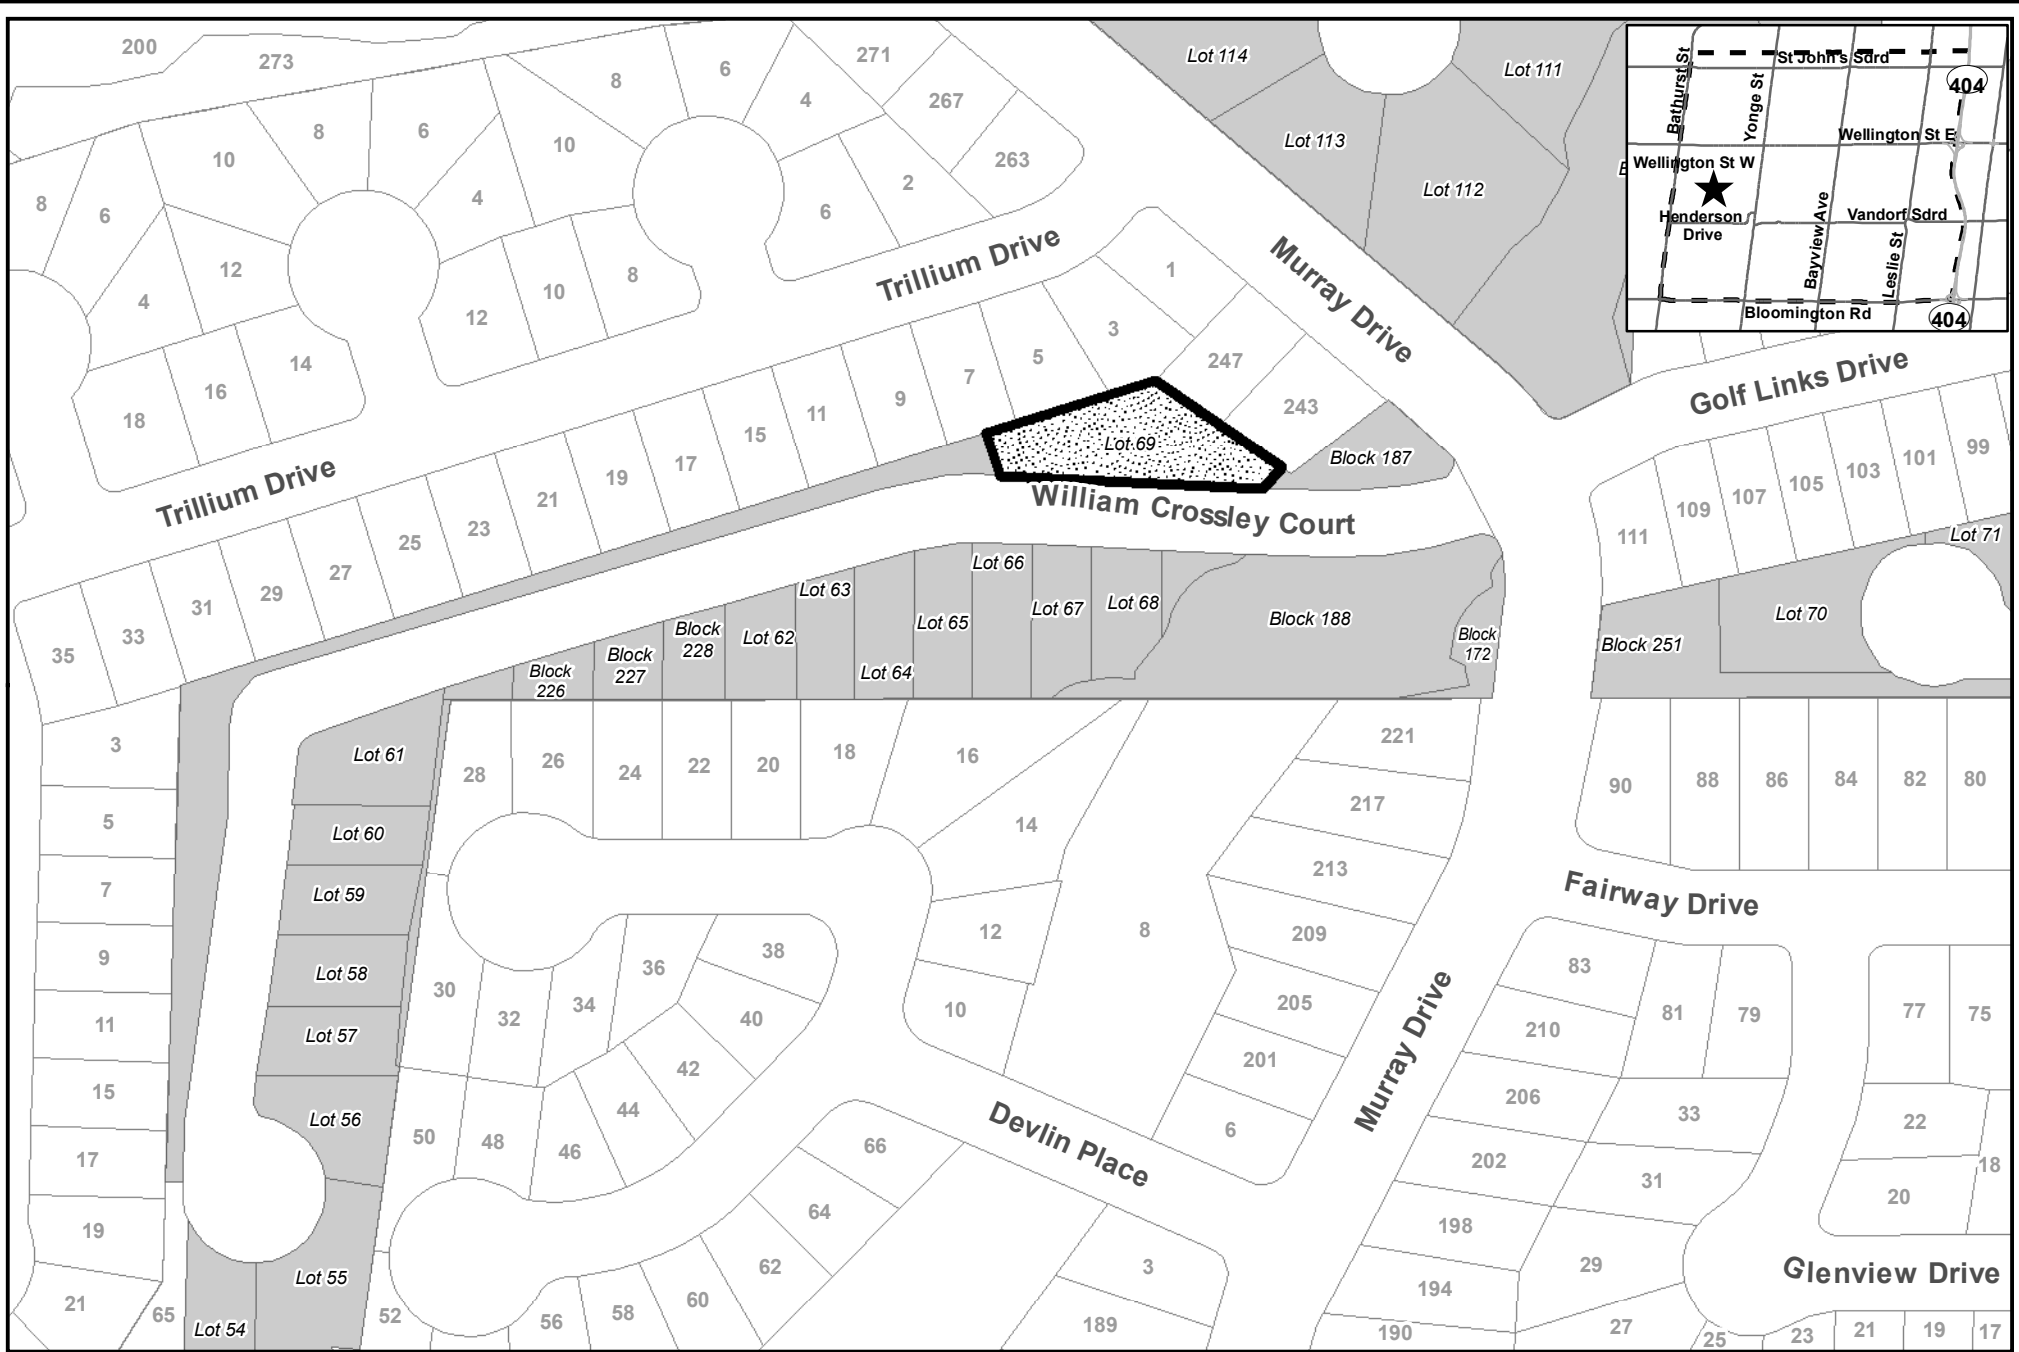 200
273
8
6
4
271
267
263
Lot 114
Lot 111
Lot 113
Lot 112
St John's Sdrd
404
Bathurst St
Yonge St
Wellington St E
Wellington St W
Henderson
Drive
Vandorf Sdrd
Bayview Ave
Leslie St
Bloomington Rd
404
10
8
6
10
4
8
6
12
4
12
10
8
6
2
18
16
14
Trillium Drive
Murray Drive
1
3
247
243
5
7
9
11
15
17
19
21
23
25
27
29
31
33
35
Trillium Drive
Lot 69
Block 187
William Crossley Court
Golf Links Drive
111
109
107
105
103
101
99
Lot 71
Lot 70
Block 251
Lot 66
Lot 63
Lot 67
Lot 68
Lot 65
Lot 62
Lot 64
Block
228
Block
227
Block
226
Block 188
Block
172
Lot 61
Lot 60
Lot 59
Lot 58
Lot 57
Lot 56
Lot 55
Lot 54
3
5
7
9
11
15
17
19
21
65
28
26
24
22
20
18
16
14
12
10
8
221
217
213
209
205
201
6
90
88
86
84
82
80
Fairway Drive
30
32
34
36
38
40
42
44
46
48
50
52
56
58
60
62
64
66
Devlin Place
Murray Drive
3
189
83
81
79
77
75
210
206
202
198
194
190
33
31
29
27
25
23
21
19
17
22
20
18
Glenview Drive